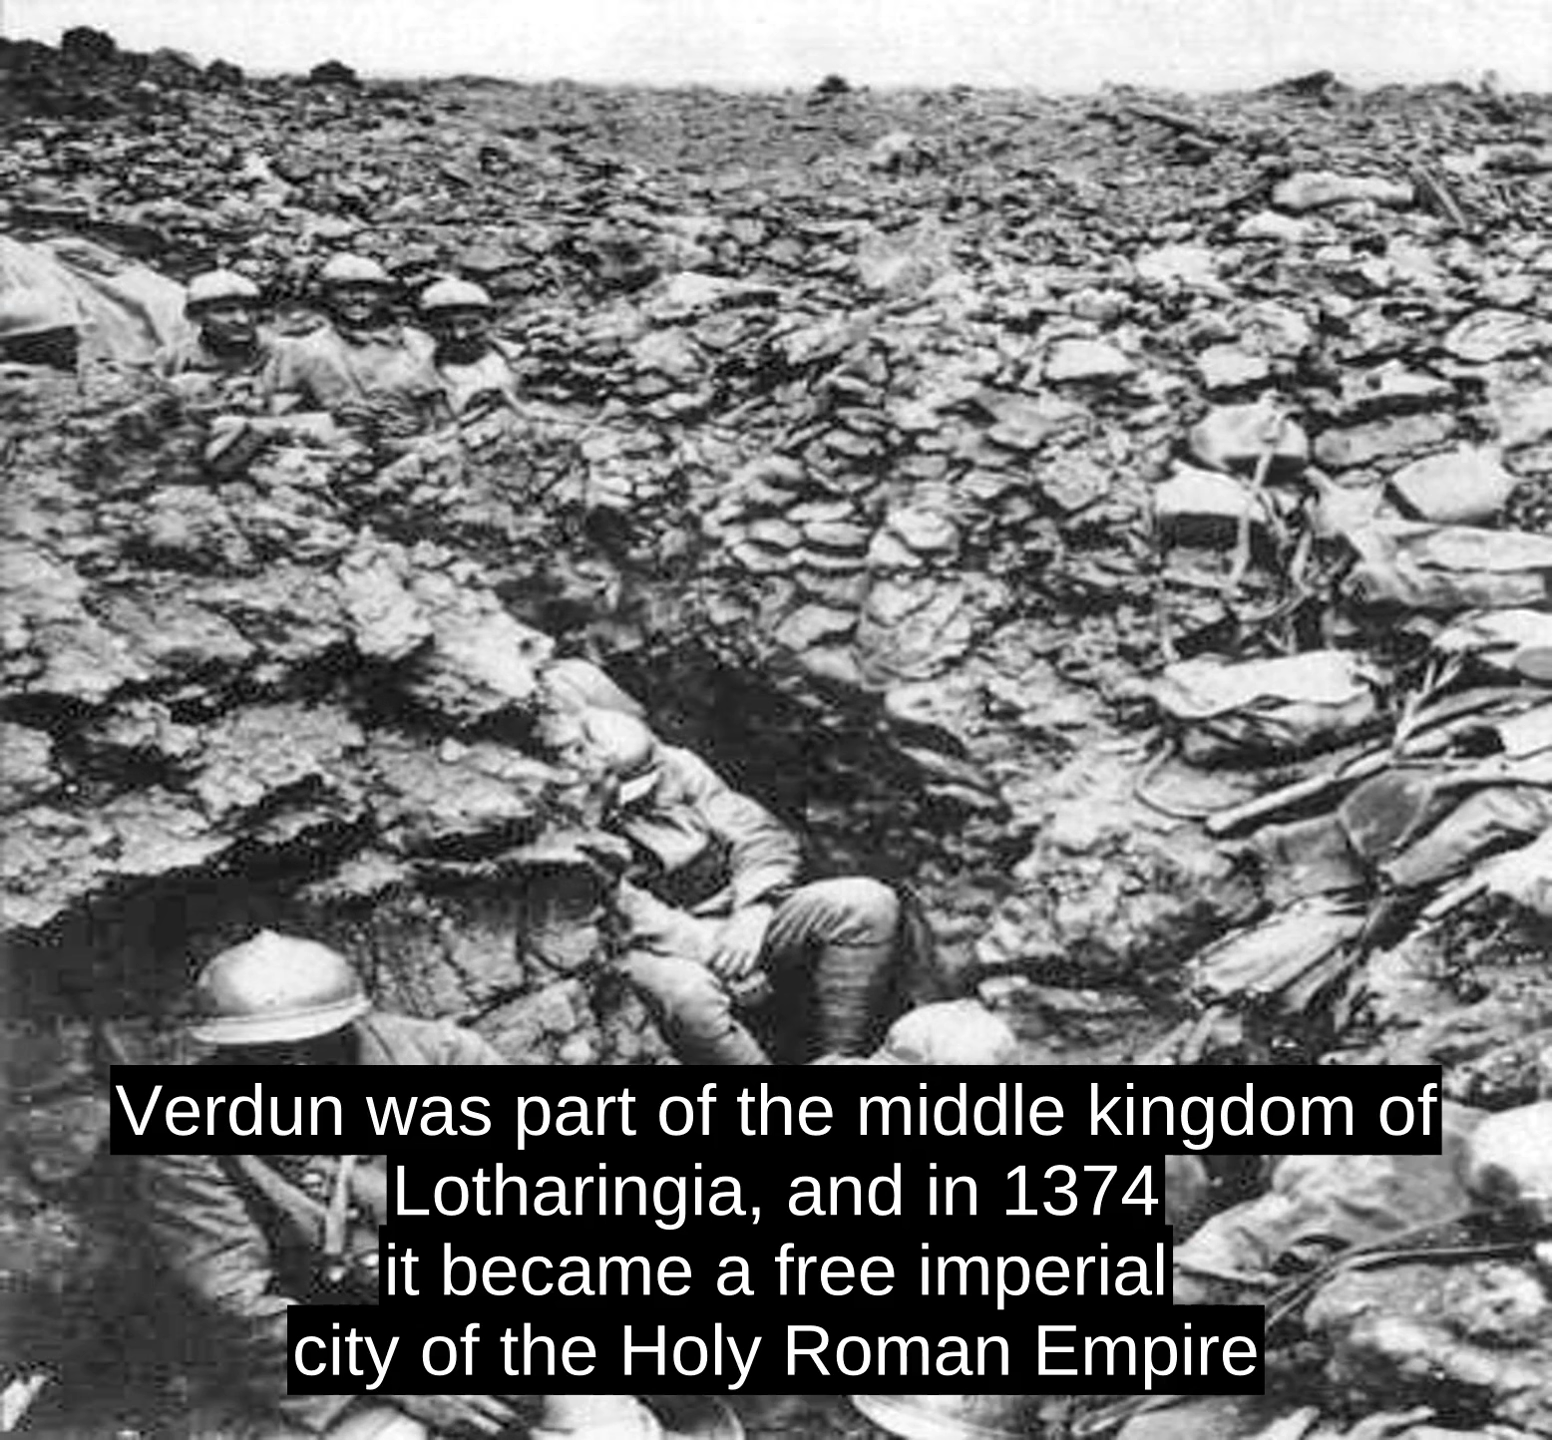 Verdun was part of the middle kingdom of
Lotharingia, and in 1374
it became a free imperial
city of the Holy Roman Empire